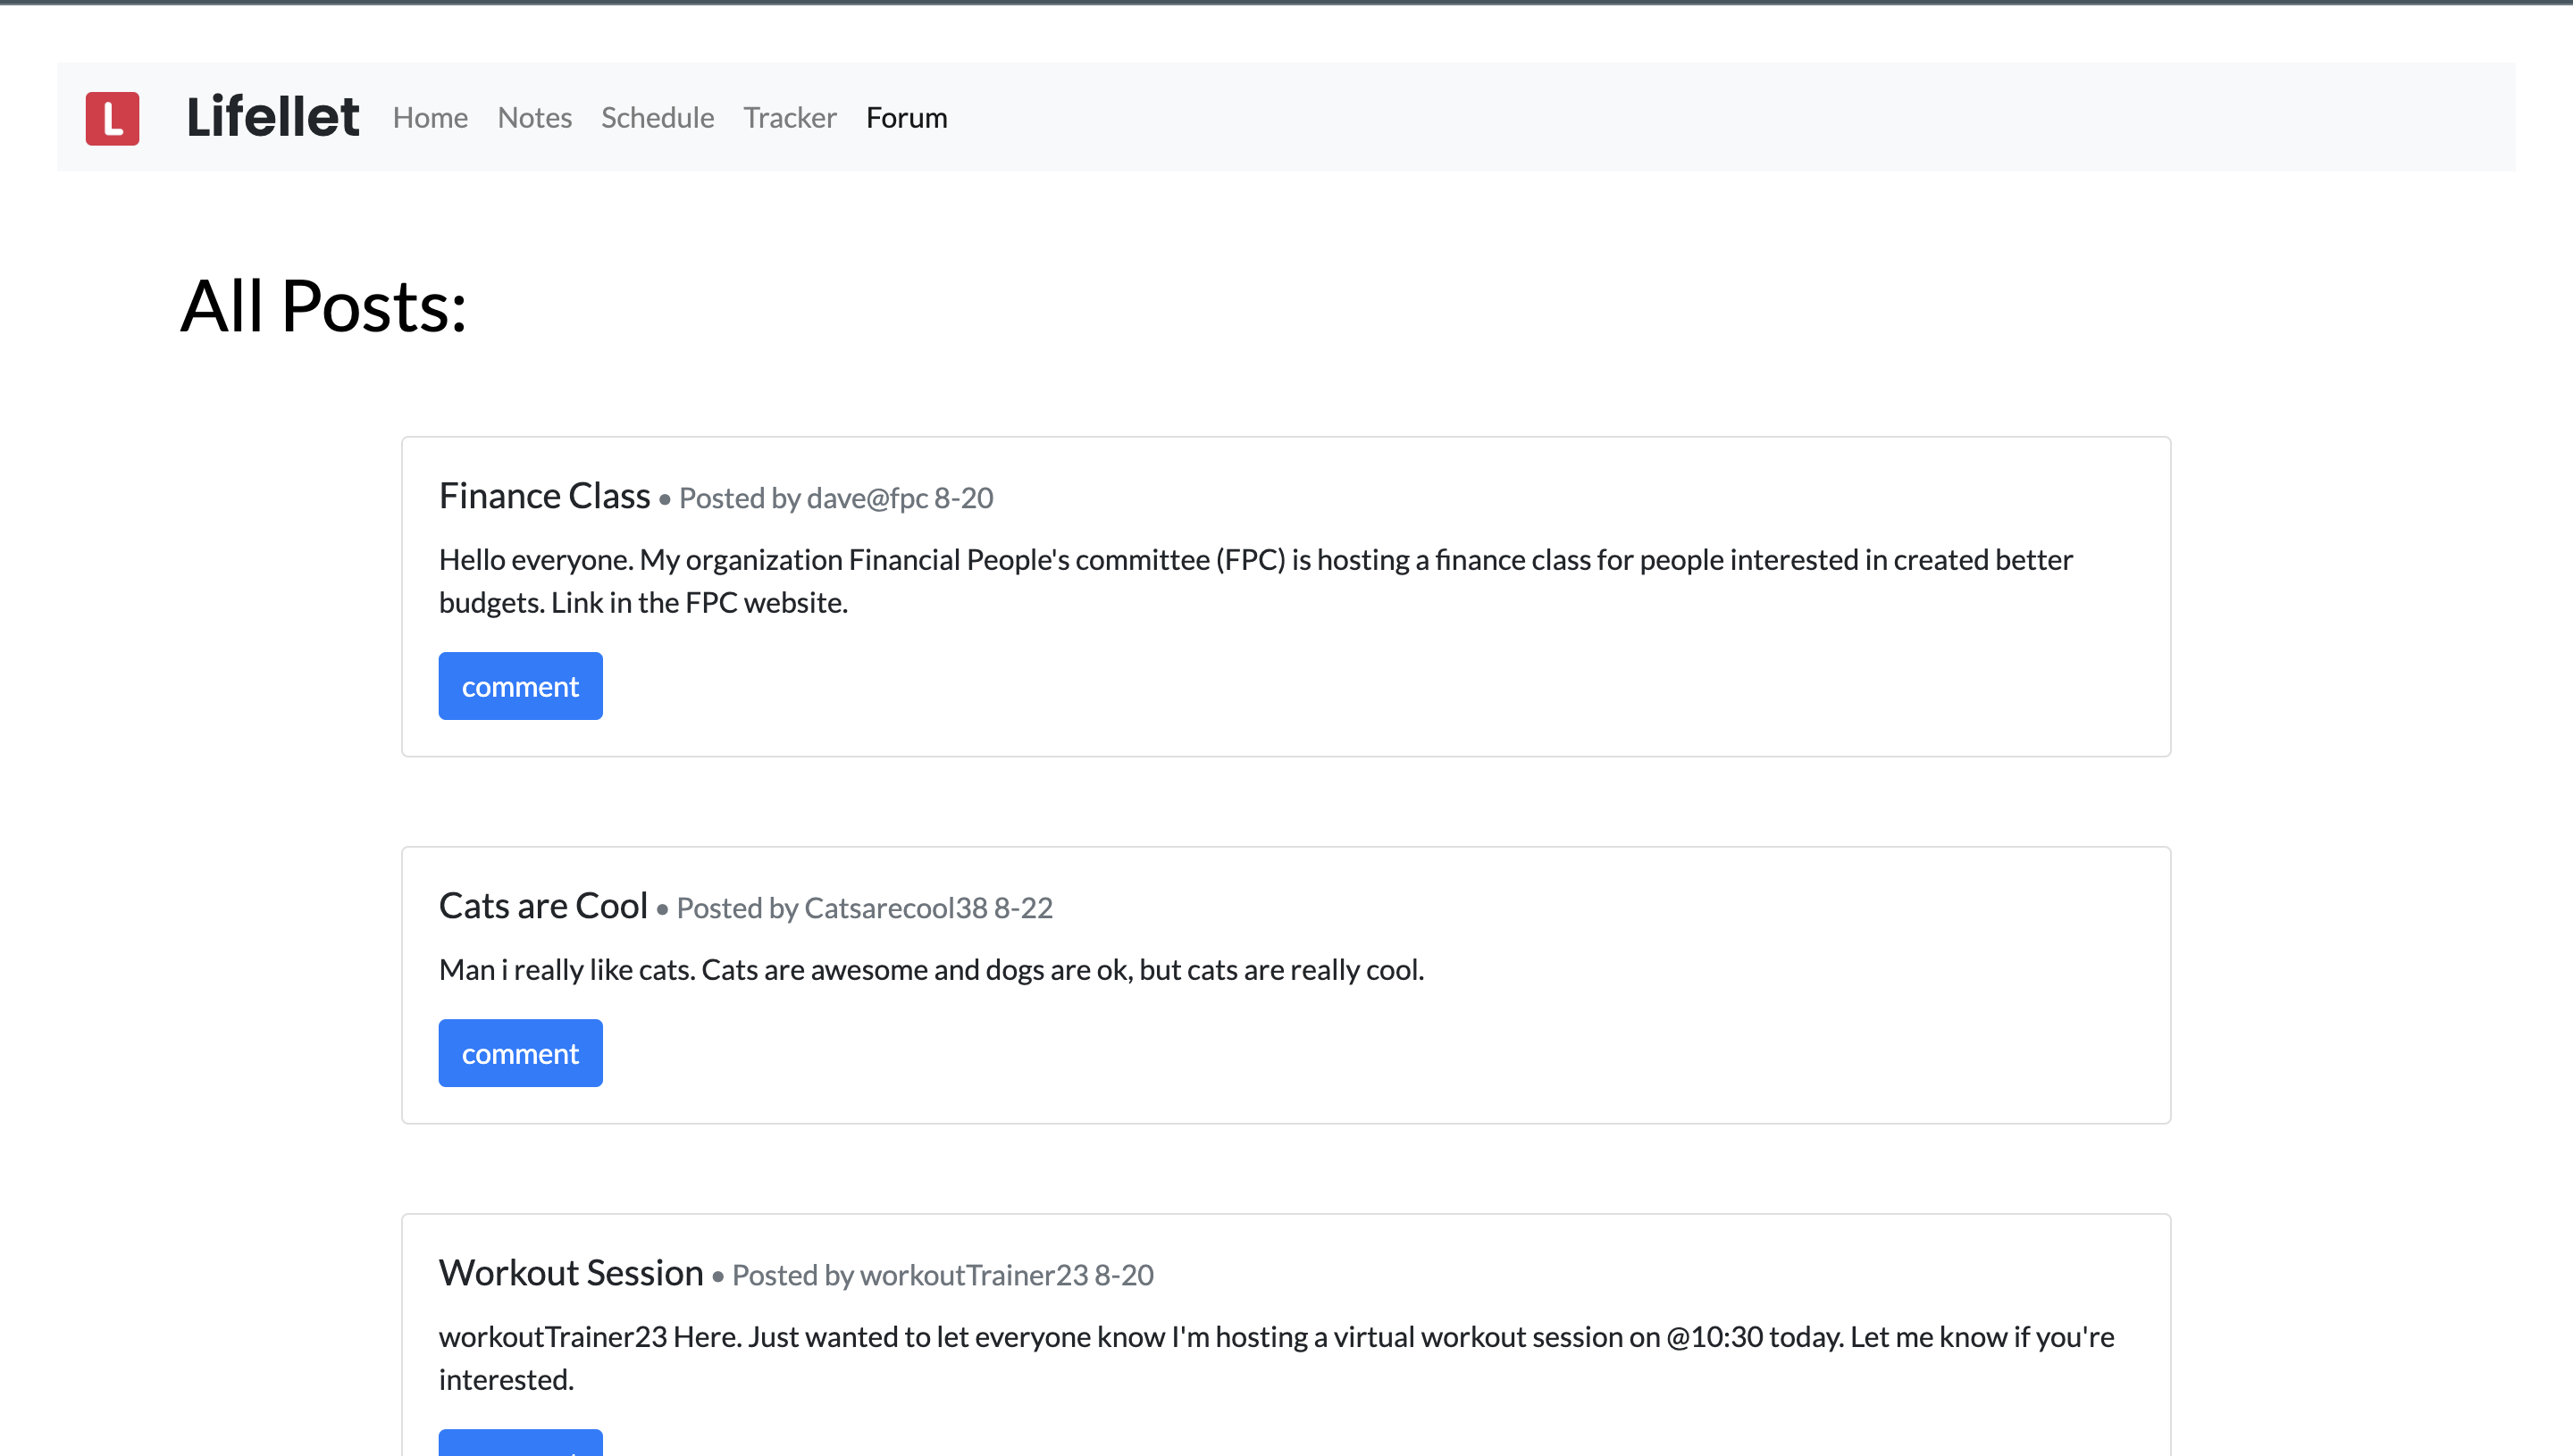 L Lifellet Home Notes Schedule Tracker Forum
All Posts:
Finance Class • Posted by dave@fpc 8-20
Hello everyone. My organization Financial People's committee (FPC) is hosting a finance class for people interested in created better
budgets. Link in the FPC website.
comment
Cats are Cool • Posted by Catsarecool38 8-22
Man i really like cats. Cats are awesome and dogs are ok, but cats are really cool.
comment
Workout Session • Posted by workoutTrainer23 8-20
workoutTrainer23 Here. Just wanted to let everyone know I'm hosting a virtual workout session on @10:30 today. Let me know if you're
interested.